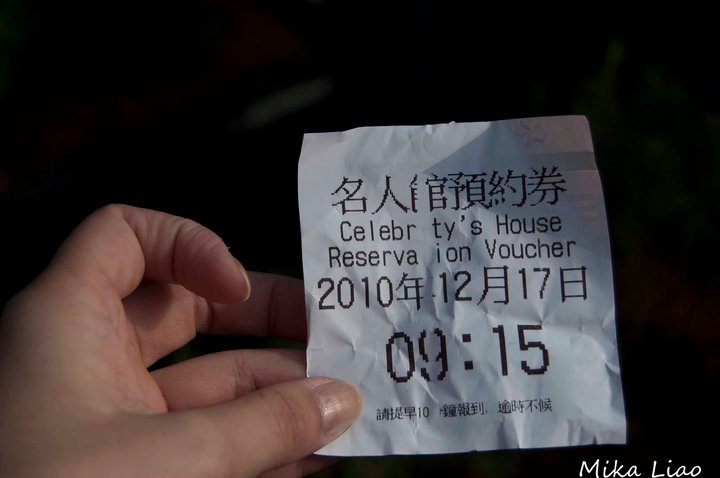 名人館預約券
Celebr ty's House
Reserva ion Voucher
2010年 12月17日
09:15
請提早10 鐘報到，逾時不候
Mika Liao